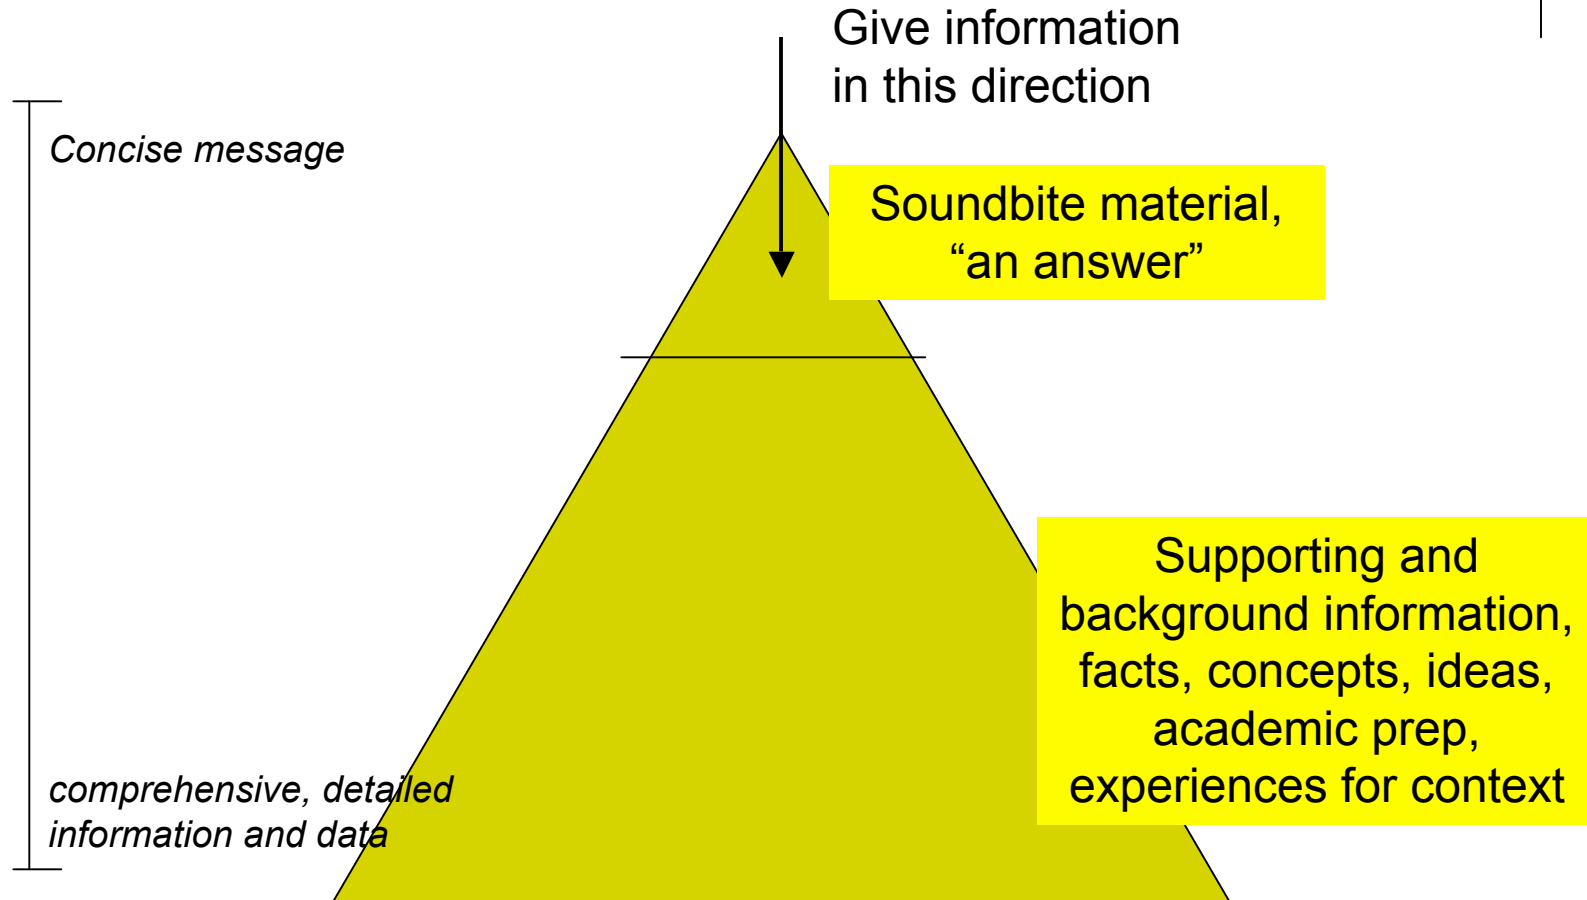 Give information
in this direction
Concise message
Soundbite material,
“an answer”
Supporting and
background information,
facts, concepts, ideas,
academic prep,
experiences for context
comprehensive, detailed
information and data